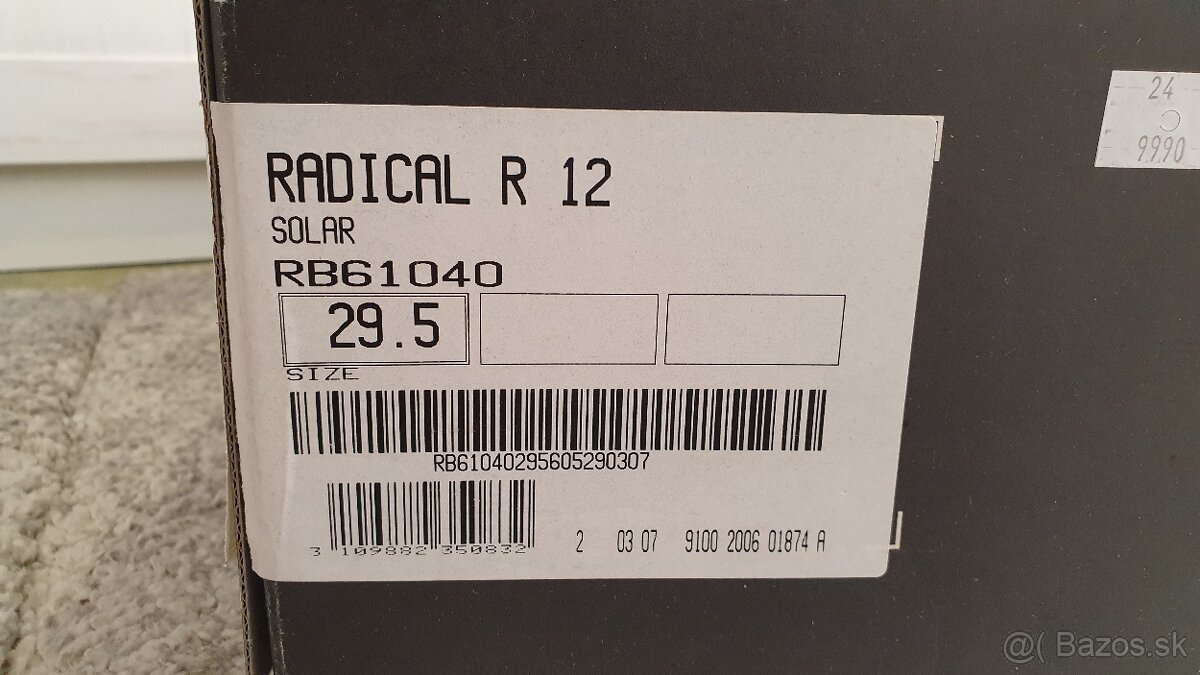 RADICAL R 12
SOLAR
RB61040
29.5
SIZE
RB61040295605290307
3 109882 350832
2 03 07 9100 2006 01874 A
24
9990
@( Bazos.sk